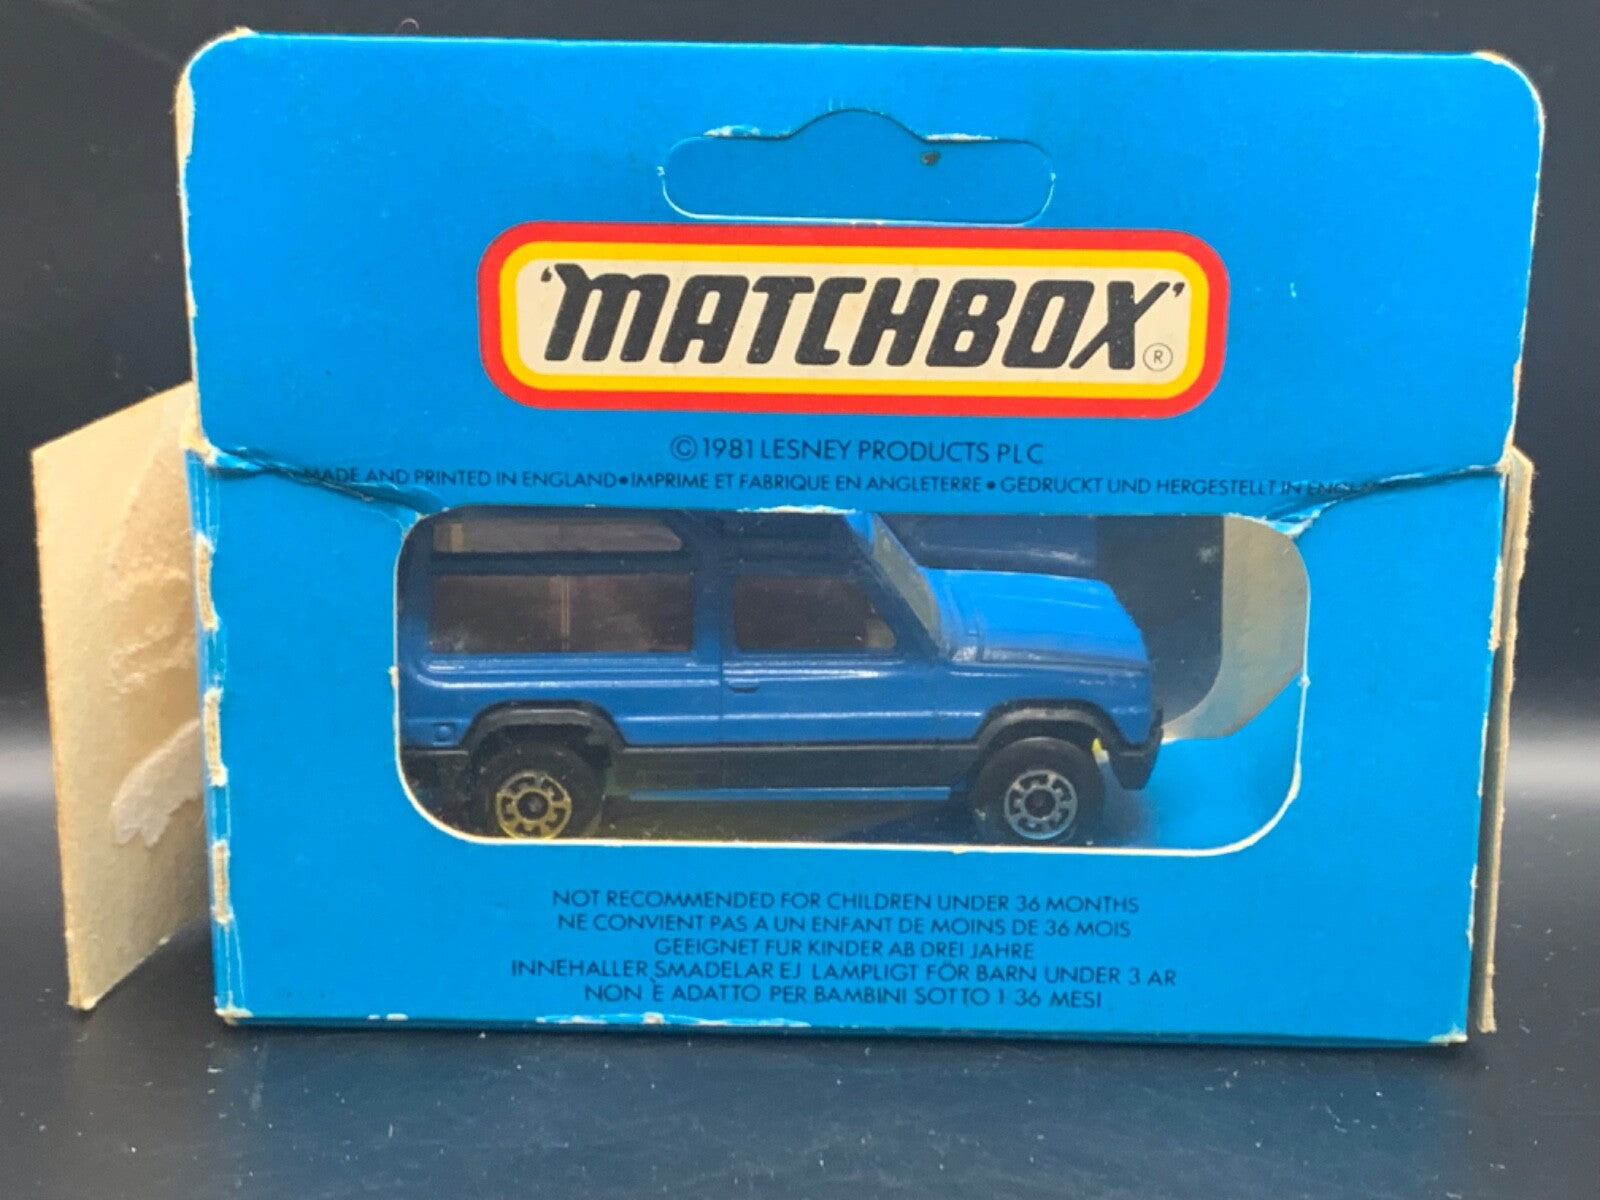 'MATCHBOX'®
©1981 LESNEY PRODUCTS PLC
MADE AND PRINTED IN ENGLAND • IMPRIME ET FABRIQUE EN ANGLETERRE • GEDRUCKT UND HERGESTELLT IN
NOT RECOMMENDED FOR CHILDREN UNDER 36 MONTHS
NE CONVIENT PAS A UN ENFANT DE MOINS DE 36 MOIS
GEEIGNET FUR KINDER AB DREI JAHRE
INNEHALLER SMADELAR EJ LAMPLIGT FÖR BARN UNDER 3 AR
NON È ADATTO PER BAMBINI SOTTO I 36 MESI